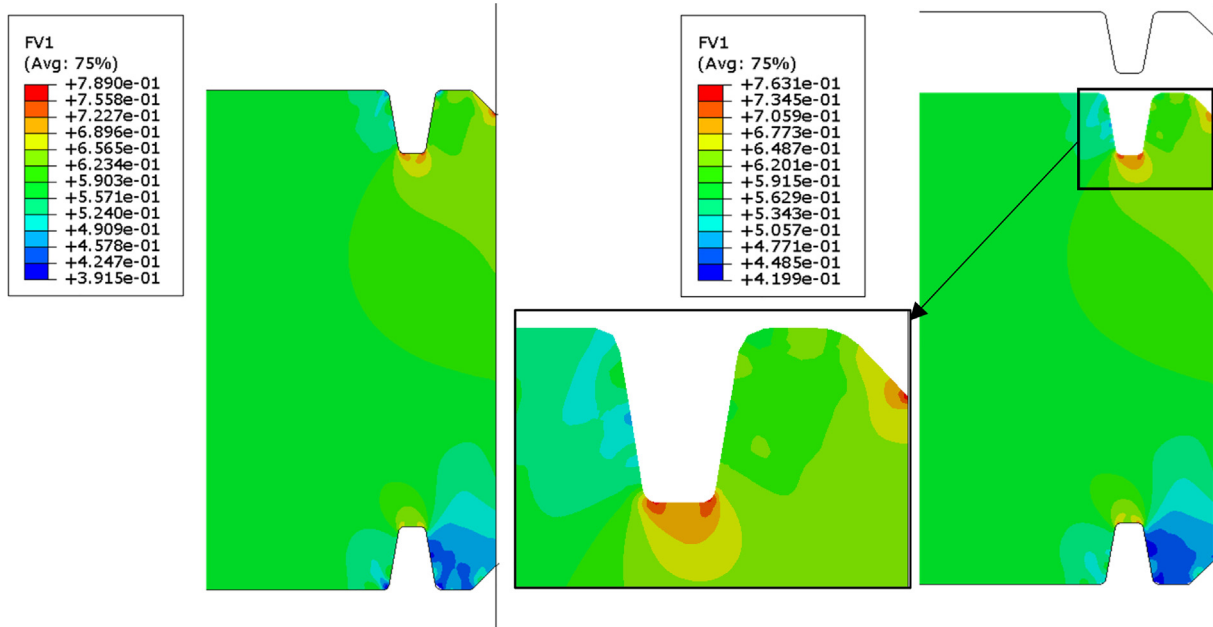 FV1
(Avg: 75%)
+7.890e-01
+7.558e-01
+7.227e-01
+6.896e-01
+6.565e-01
+6.234e-01
+5.903e-01
+5.571e-01
+5.240e-01
+4.909e-01
+4.578e-01
+4.247e-01
+3.915e-01
FV1
(Avg: 75%)
+7.631e-01
+7.345e-01
+7.059e-01
+6.773e-01
+6.487e-01
+6.201e-01
+5.915e-01
+5.629e-01
+5.343e-01
+5.057e-01
+4.771e-01
+4.485e-01
+4.199e-01